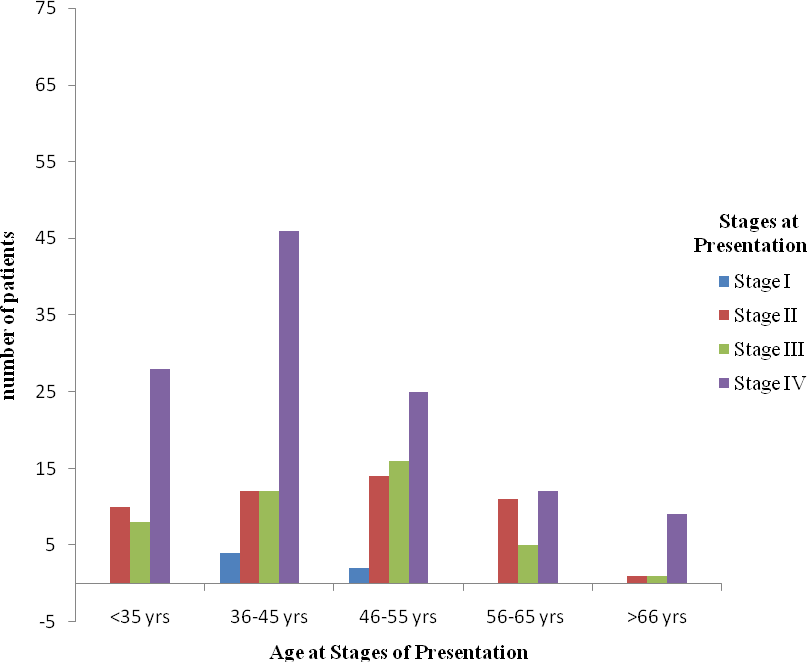 75
65
55
45
35
25
15
5
-5
number of patients
<35 yrs
36-45 yrs
46-55 yrs
56-65 yrs
>66 yrs
Age at Stages of Presentation
Stages at
Presentation
Stage I
Stage II
Stage III
Stage IV